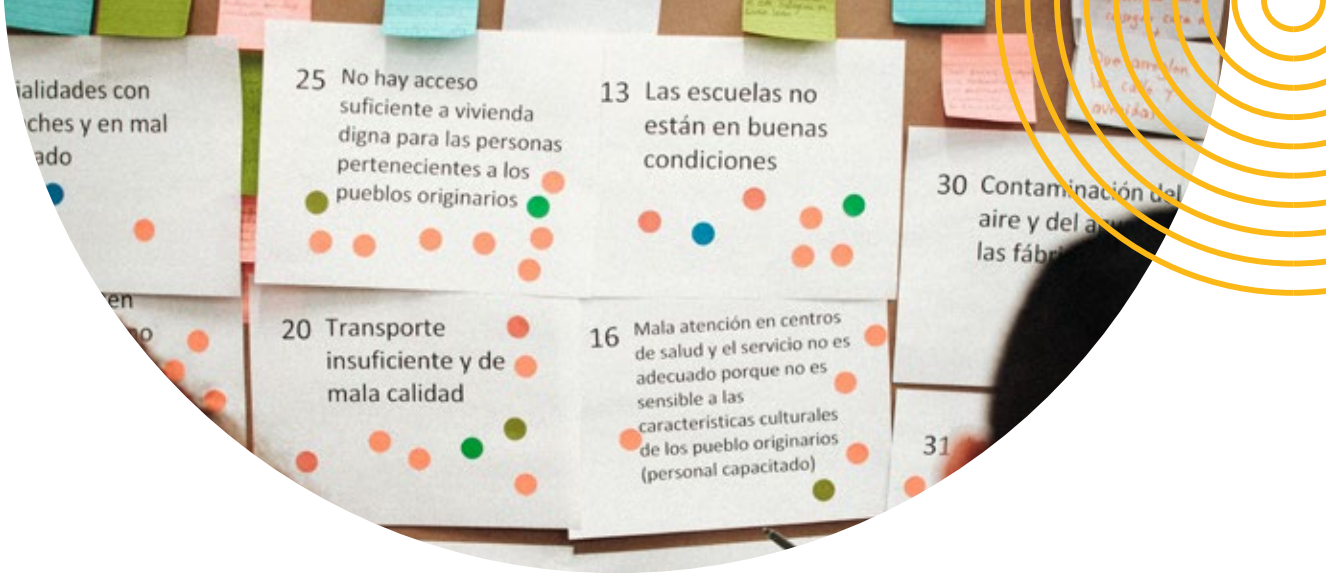 ialidades con
ches y en mal
ado
25 No hay acceso
suficiente a vivienda
digna para las personas
pertenecientes a los
pueblos originarios
13 Las escuelas no
están en buenas
condiciones
30 Contaminación del
aire y del
las
en
20 Transporte
insuficiente y de
mala calidad
16 Mala atención en centros
de salud y el servicio no es
adecuado porque no es
sensible a las
características culturales
de los pueblo originarios
(personal capacitado)
31